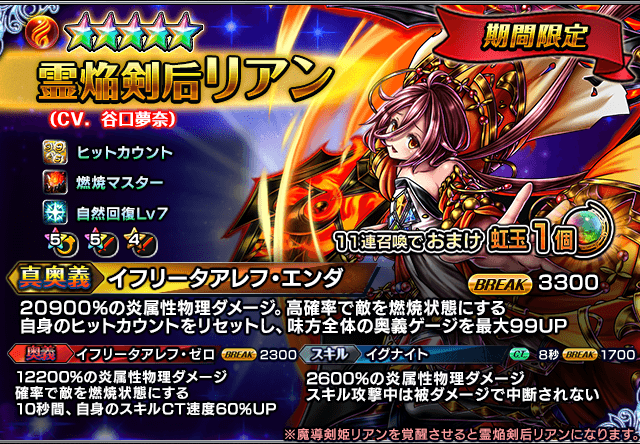 期間限定
霊焔剣后リアン
(CV. 谷口夢奈)
ヒットカウント
燃焼マスター
自然回復Lv7
5 5 4
11連召喚でおまけ 虹玉1個
真奥義 イフリータアレフ・エンダ BREAK 3300
20900%の炎属性物理ダメージ。高確率で敵を燃焼状態にする
自身のヒットカウントをリセットし、味方全体の奥義ゲージを最大99UP
奥義 イフリータアレフ・ゼロ BREAK 2300
12200%の炎属性物理ダメージ
確率で敵を燃焼状態にする
10秒間、自身のスキルCT速度60%UP
スキル イグナイト CT 8秒 BREAK 1700
2600%の炎属性物理ダメージ
スキル攻撃中は被ダメージで中断されない
※魔導剣姫リアンを覚醒させると霊焔剣后リアンになります